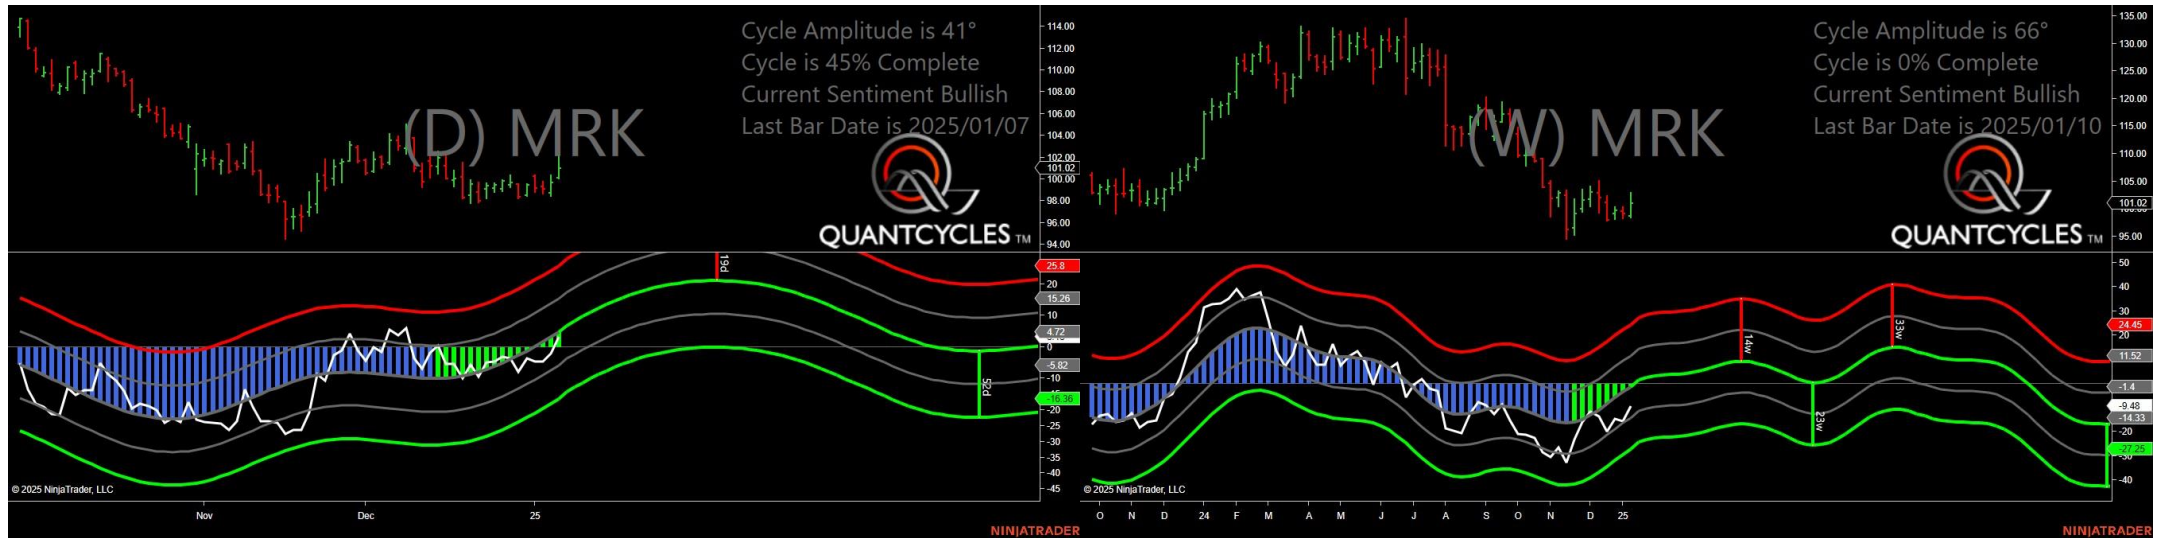 Cycle Amplitude is 41°
Cycle is 45% Complete
Current Sentiment Bullish
Last Bar Date is 2025/01/07
(D) MRK
QUANTCYCLES TM
114.00
112.00
110.00
108.00
106.00
104.00
102.00
101.02
100.00
98.00
96.00
94.00
19d
52d
25.8
20
15.26
10
4.72
0
-5.82
-10
-16.36
-20
-25
-30
-35
-40
-45
© 2025 NinjaTrader, LLC
Nov
Dec
25
NINJATRADER
Cycle Amplitude is 66°
Cycle is 0% Complete
Current Sentiment Bullish
Last Bar Date is 2025/01/10
(W) MRK
QUANTCYCLES TM
135.00
130.00
125.00
120.00
115.00
110.00
105.00
101.02
95.00
14w
23w
33w
50
40
30
24.45
20
11.52
-1.4
-9.48
-14.33
-20
-27.25
-30
-40
© 2025 NinjaTrader, LLC
O N D 24 F M A M J J A S O N D 25
NINJATRADER